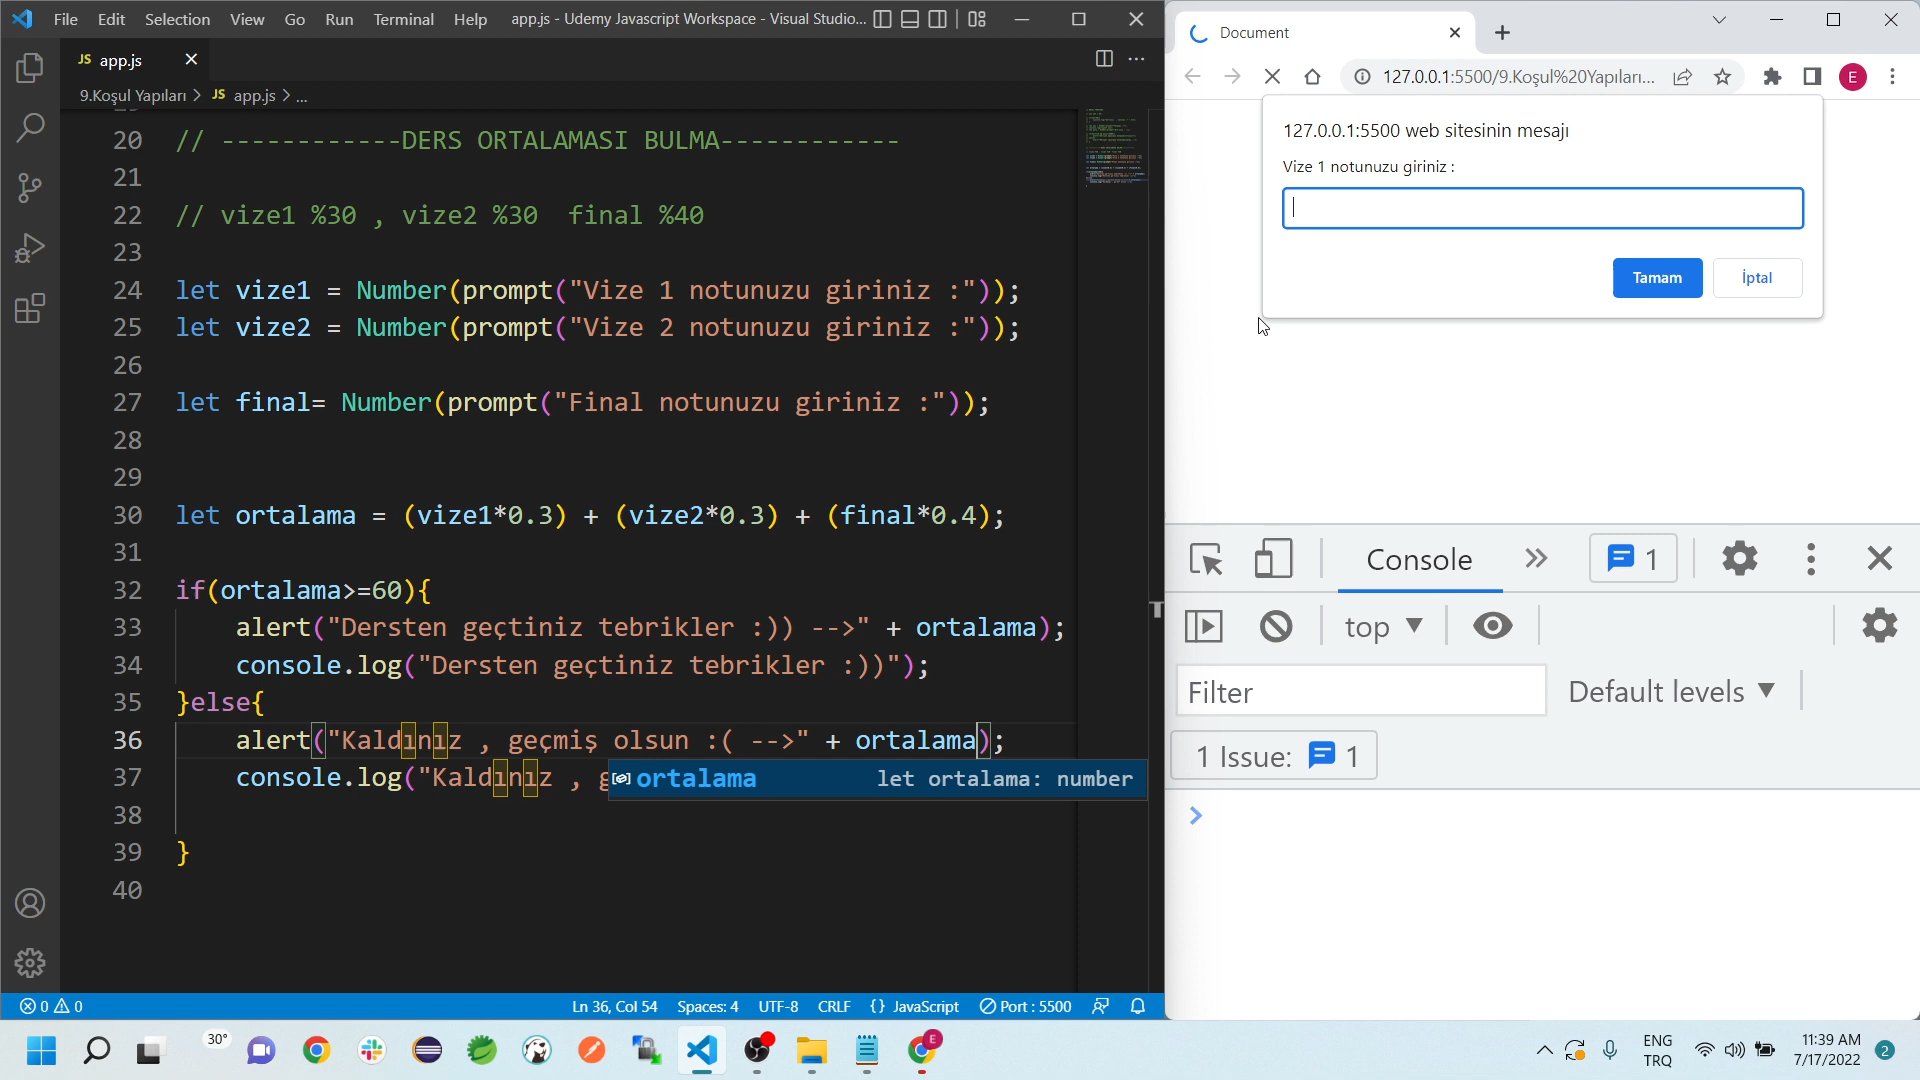 File Edit Selection View Go Run Terminal Help app.js - Udemy Javascript Workspace - Visual Studio...
JS app.js
9.Koşul Yapıları > JS app.js > ...
20 // ------------DERS ORTALAMASI BULMA------------
21
22 // vize1 %30 , vize2 %30  final %40
23
24 let vize1 = Number(prompt("Vize 1 notunuzu giriniz :"));
25 let vize2 = Number(prompt("Vize 2 notunuzu giriniz :"));
26
27 let final= Number(prompt("Final notunuzu giriniz :"));
28
29
30 let ortalama = (vize1*0.3) + (vize2*0.3) + (final*0.4);
31
32 if(ortalama>=60){
33     alert("Dersten geçtiniz tebrikler :)) -->" + ortalama);
34     console.log("Dersten geçtiniz tebrikler :))");
35 }else{
36     alert("Kaldınız , geçmiş olsun :( -->" + ortalama);
37     console.log("Kaldınız , g
ortalama let ortalama: number
38
39 }
40
0 0 Ln 36, Col 54 Spaces: 4 UTF-8 CRLF {} JavaScript Port : 5500
Document
127.0.0.1:5500/9.Koşul%20Yapıları... E
127.0.0.1:5500 web sitesinin mesajı
Vize 1 notunuzu giriniz :
Tamam İptal
Console 1
top
Filter Default levels
1 Issue: 1
30° E ENG 11:39 AM
TRQ 7/17/2022 2